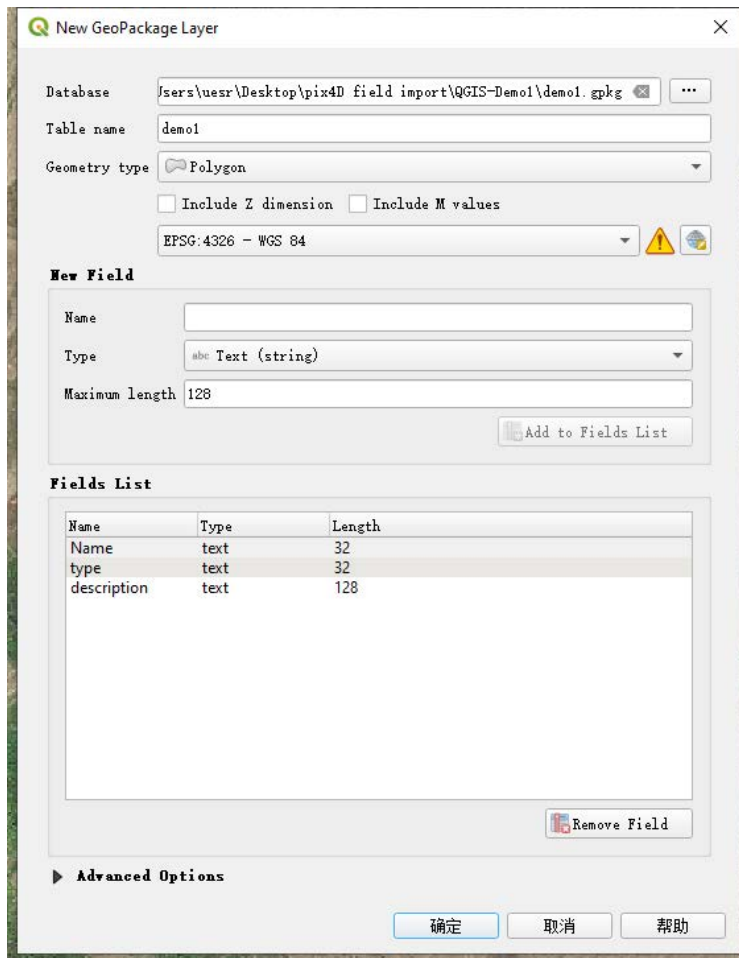 New GeoPackage Layer
Database Jsers\uesr\Desktop\pix4D field import\QGIS-Demo1\demo1.gpkg ...
Table name demo1
Geometry type Polygon
Include Z dimension Include M values
EPSG:4326 - WGS 84
New Field
Name
Type abc Text (string)
Maximum length 128
Add to Fields List
Fields List
Name Type Length
Name text 32
type text 32
description text 128
Remove Field
Advanced Options
确定 取消 帮助